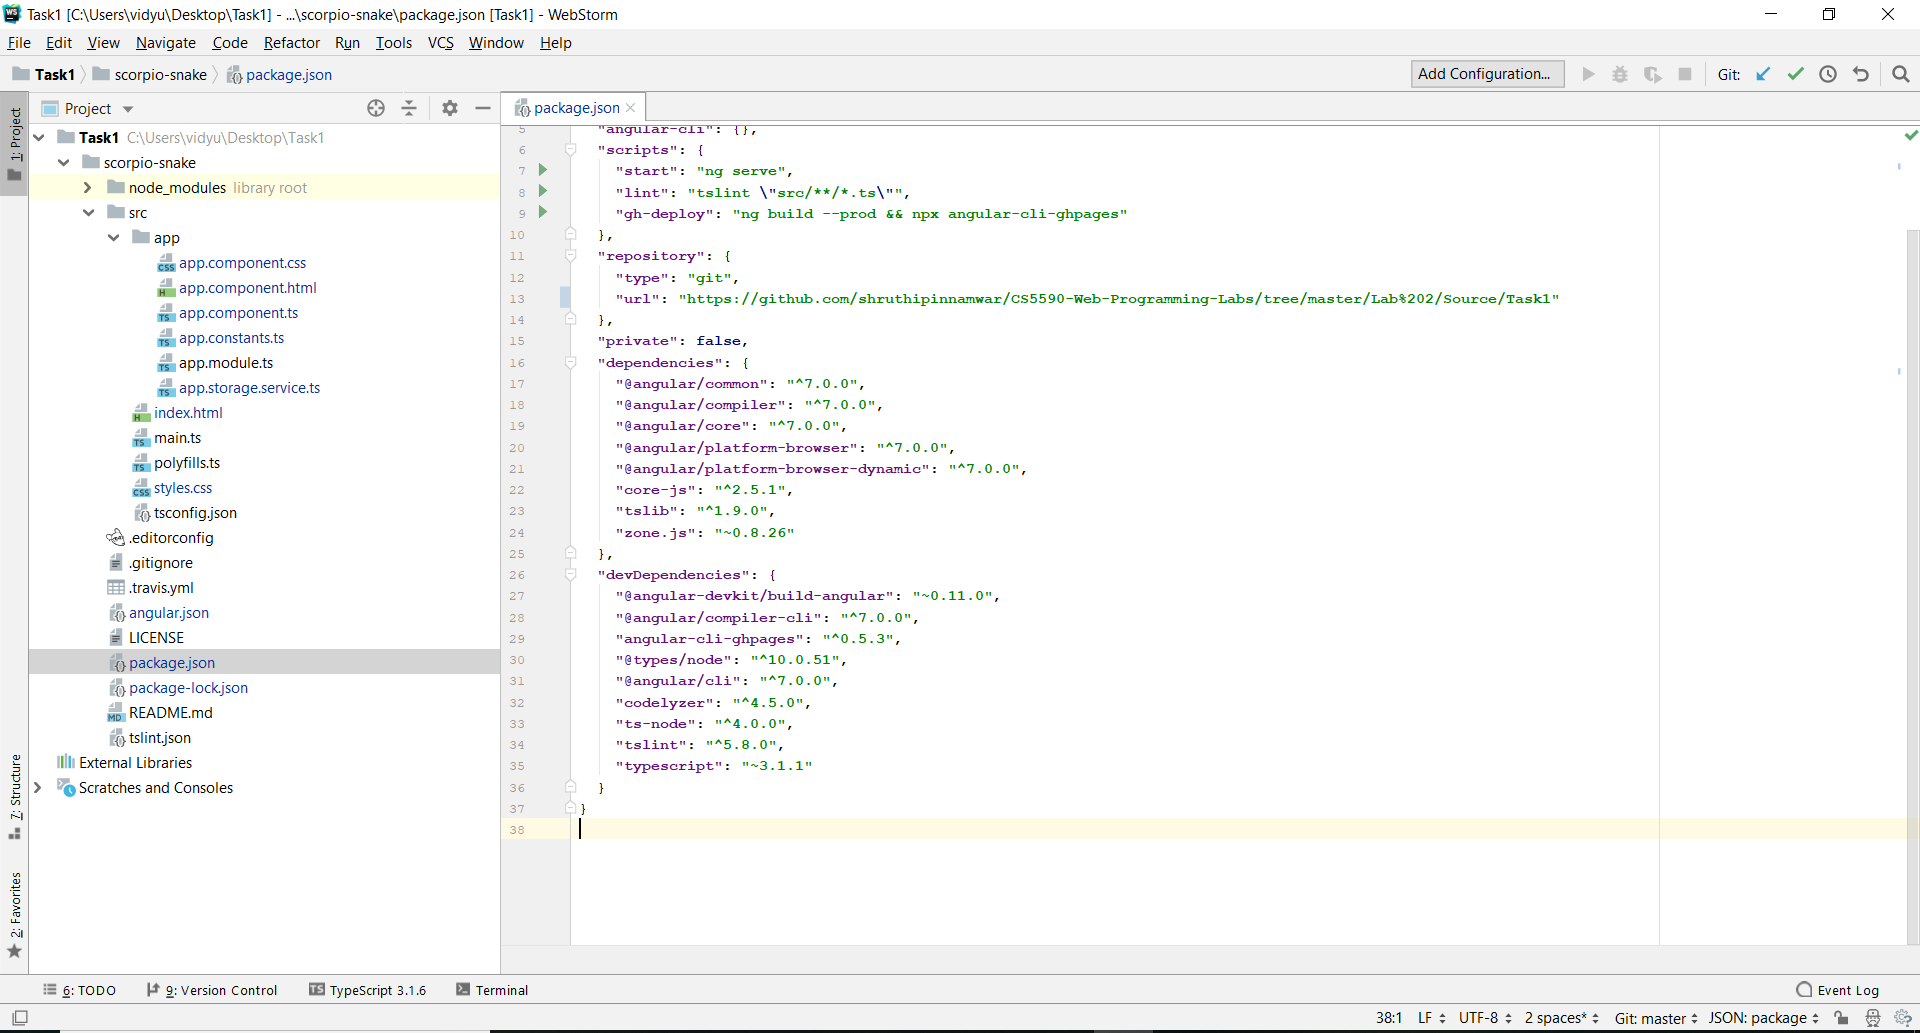 Task1 [C:\Users\vidyu\Desktop\Task1] - ...\scorpio-snake\package.json [Task1] - WebStorm
File Edit View Navigate Code Refactor Run Tools VCS Window Help
Task1 scorpio-snake package.json Add Configuration... Git:
1: Project
7: Structure
2: Favorites
Project
Task1 C:\Users\vidyu\Desktop\Task1
scorpio-snake
node_modules library root
src
app
app.component.css
app.component.html
app.component.ts
app.constants.ts
app.module.ts
app.storage.service.ts
index.html
main.ts
polyfills.ts
styles.css
tsconfig.json
.editorconfig
.gitignore
.travis.yml
angular.json
LICENSE
package.json
package-lock.json
README.md
tslint.json
External Libraries
Scratches and Consoles
package.json
5 "angular-cli": {},
6 "scripts": {
7 "start": "ng serve",
8 "lint": "tslint \"src/**/*.ts\"",
9 "gh-deploy": "ng build --prod && npx angular-cli-ghpages"
10 },
11 "repository": {
12 "type": "git",
13 "url": "https://github.com/shruthipinnamwar/CS5590-Web-Programming-Labs/tree/master/Lab%202/Source/Task1"
14 },
15 "private": false,
16 "dependencies": {
17 "@angular/common": "^7.0.0",
18 "@angular/compiler": "^7.0.0",
19 "@angular/core": "^7.0.0",
20 "@angular/platform-browser": "^7.0.0",
21 "@angular/platform-browser-dynamic": "^7.0.0",
22 "core-js": "^2.5.1",
23 "tslib": "^1.9.0",
24 "zone.js": "~0.8.26"
25 },
26 "devDependencies": {
27 "@angular-devkit/build-angular": "~0.11.0",
28 "@angular/compiler-cli": "^7.0.0",
29 "angular-cli-ghpages": "^0.5.3",
30 "@types/node": "^10.0.51",
31 "@angular/cli": "^7.0.0",
32 "codelyzer": "^4.5.0",
33 "ts-node": "^4.0.0",
34 "tslint": "^5.8.0",
35 "typescript": "~3.1.1"
36 }
37 }
38
6: TODO 9: Version Control TypeScript 3.1.6 Terminal Event Log
38:1 LF UTF-8 2 spaces* Git: master JSON: package